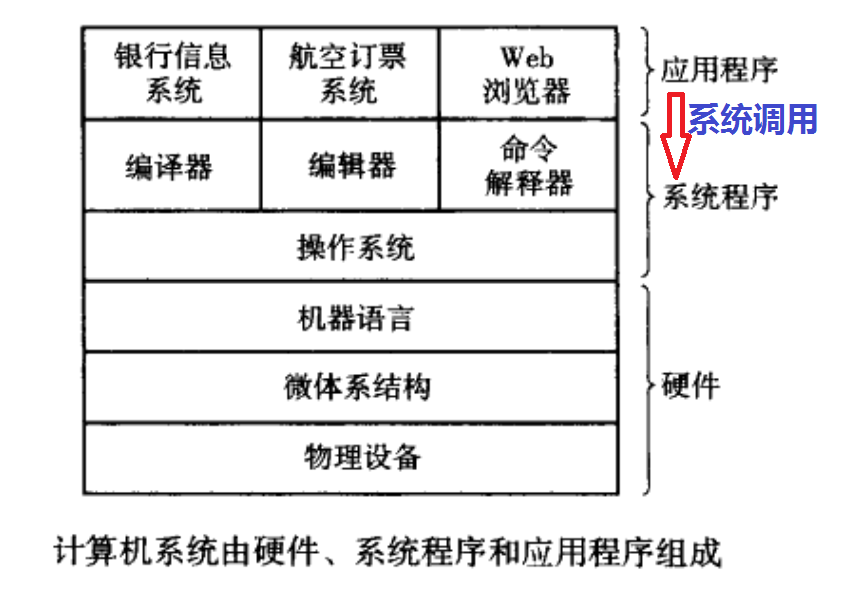 银行信息
系统
航空订票
系统
Web
浏览器
应用程序
系统调用
编译器
编辑器
命令
解释器
系统程序
操作系统
机器语言
微体系结构
硬件
物理设备
计算机系统由硬件、系统程序和应用程序组成